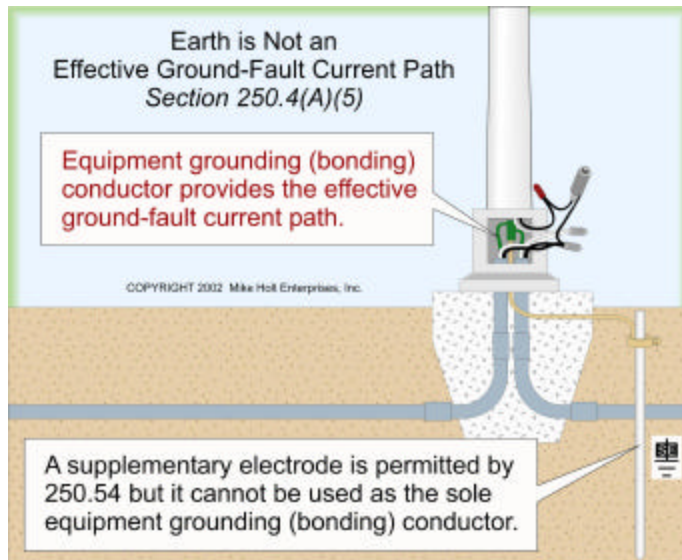 Earth is Not an
Effective Ground-Fault Current Path
Section 250.4(A)(5)
Equipment grounding (bonding)
conductor provides the effective
ground-fault current path.
COPYRIGHT 2002 Mike Holt Enterprises, Inc.
SE
A supplementary electrode is permitted by
250.54 but it cannot be used as the sole
equipment grounding (bonding) conductor.